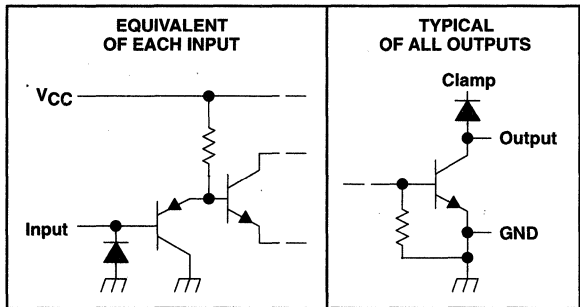 EQUIVALENT
OF EACH INPUT
VCC
Input
TYPICAL
OF ALL OUTPUTS
Clamp
Output
GND